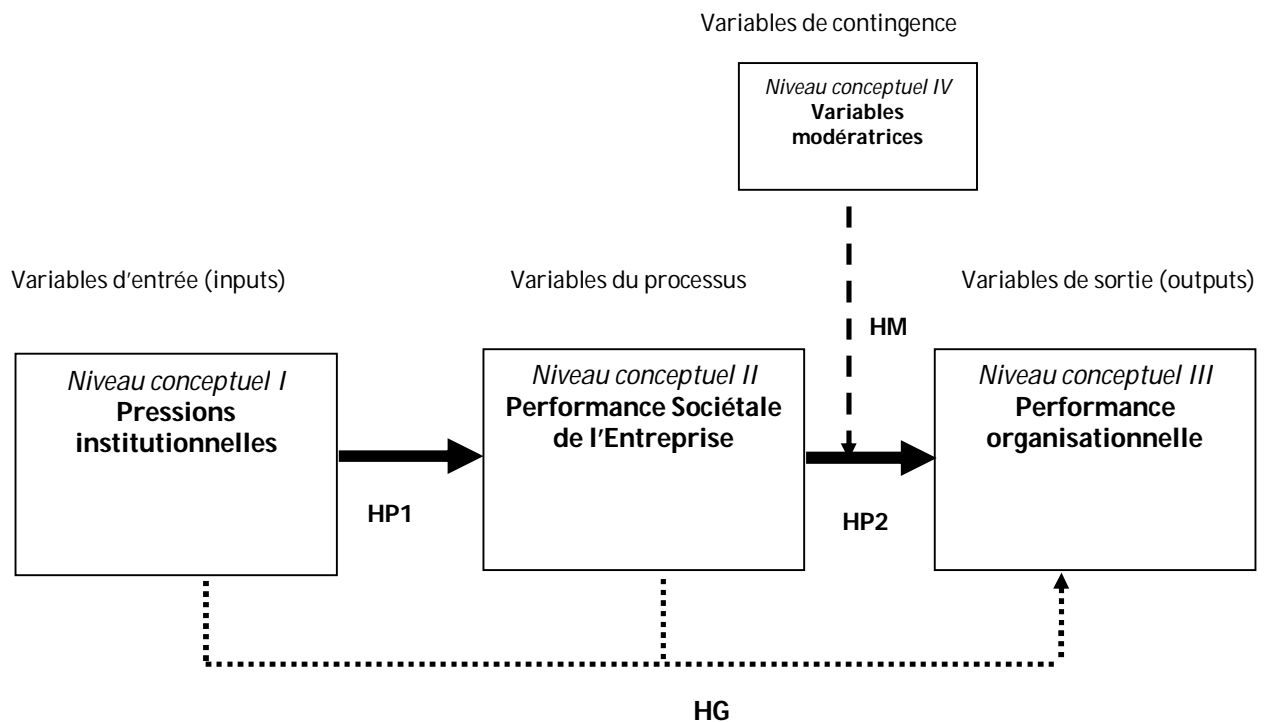 Variables de contingence
Niveau conceptuel IV
Variables
modératrices
Variables d'entrée (inputs)
Variables du processus
Variables de sortie (outputs)
HM
Niveau conceptuel I
Pressions
institutionnelles
Niveau conceptuel II
Performance Sociétale
de l'Entreprise
Niveau conceptuel III
Performance
organisationnelle
HP1
HP2
HG